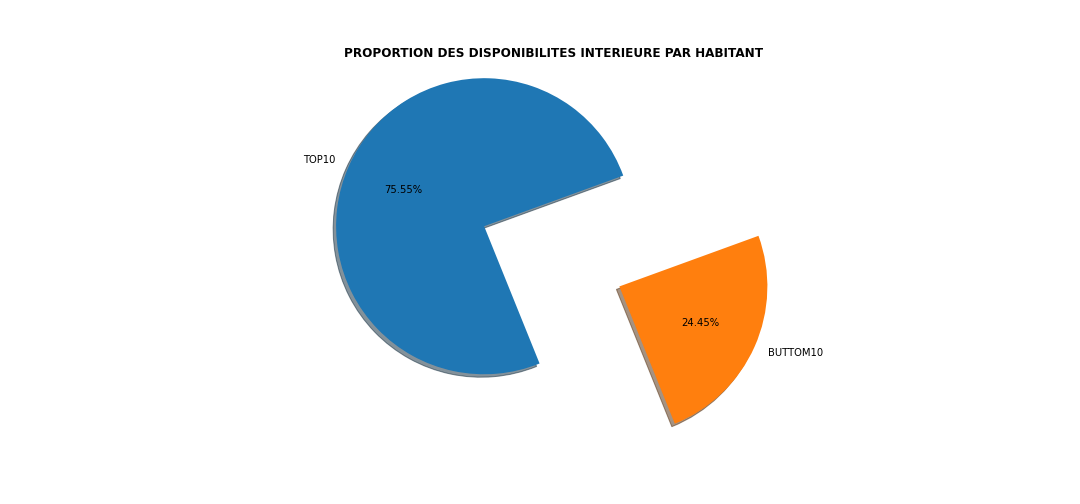 PROPORTION DES DISPONIBILITES INTERIEURE PAR HABITANT
TOP10
75.55%
24.45%
BUTTOM10